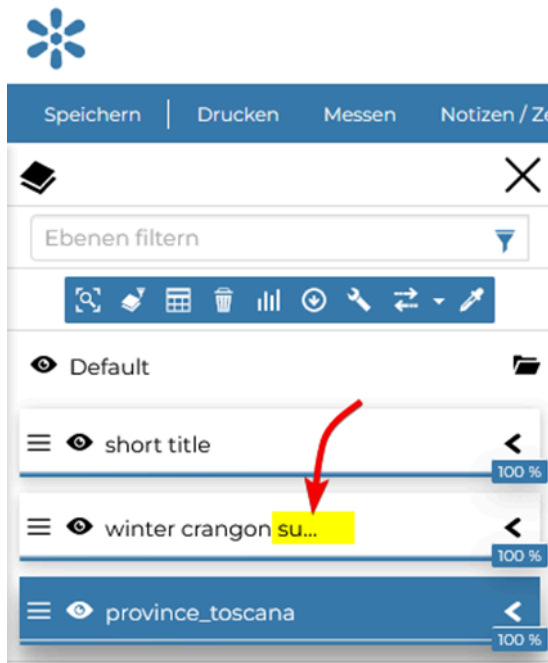 Speichern | Drucken Messen Notizen / Ze
Ebenen filtern
Default
short title
100 %
winter crangon su...
100 %
province_toscana
100 %